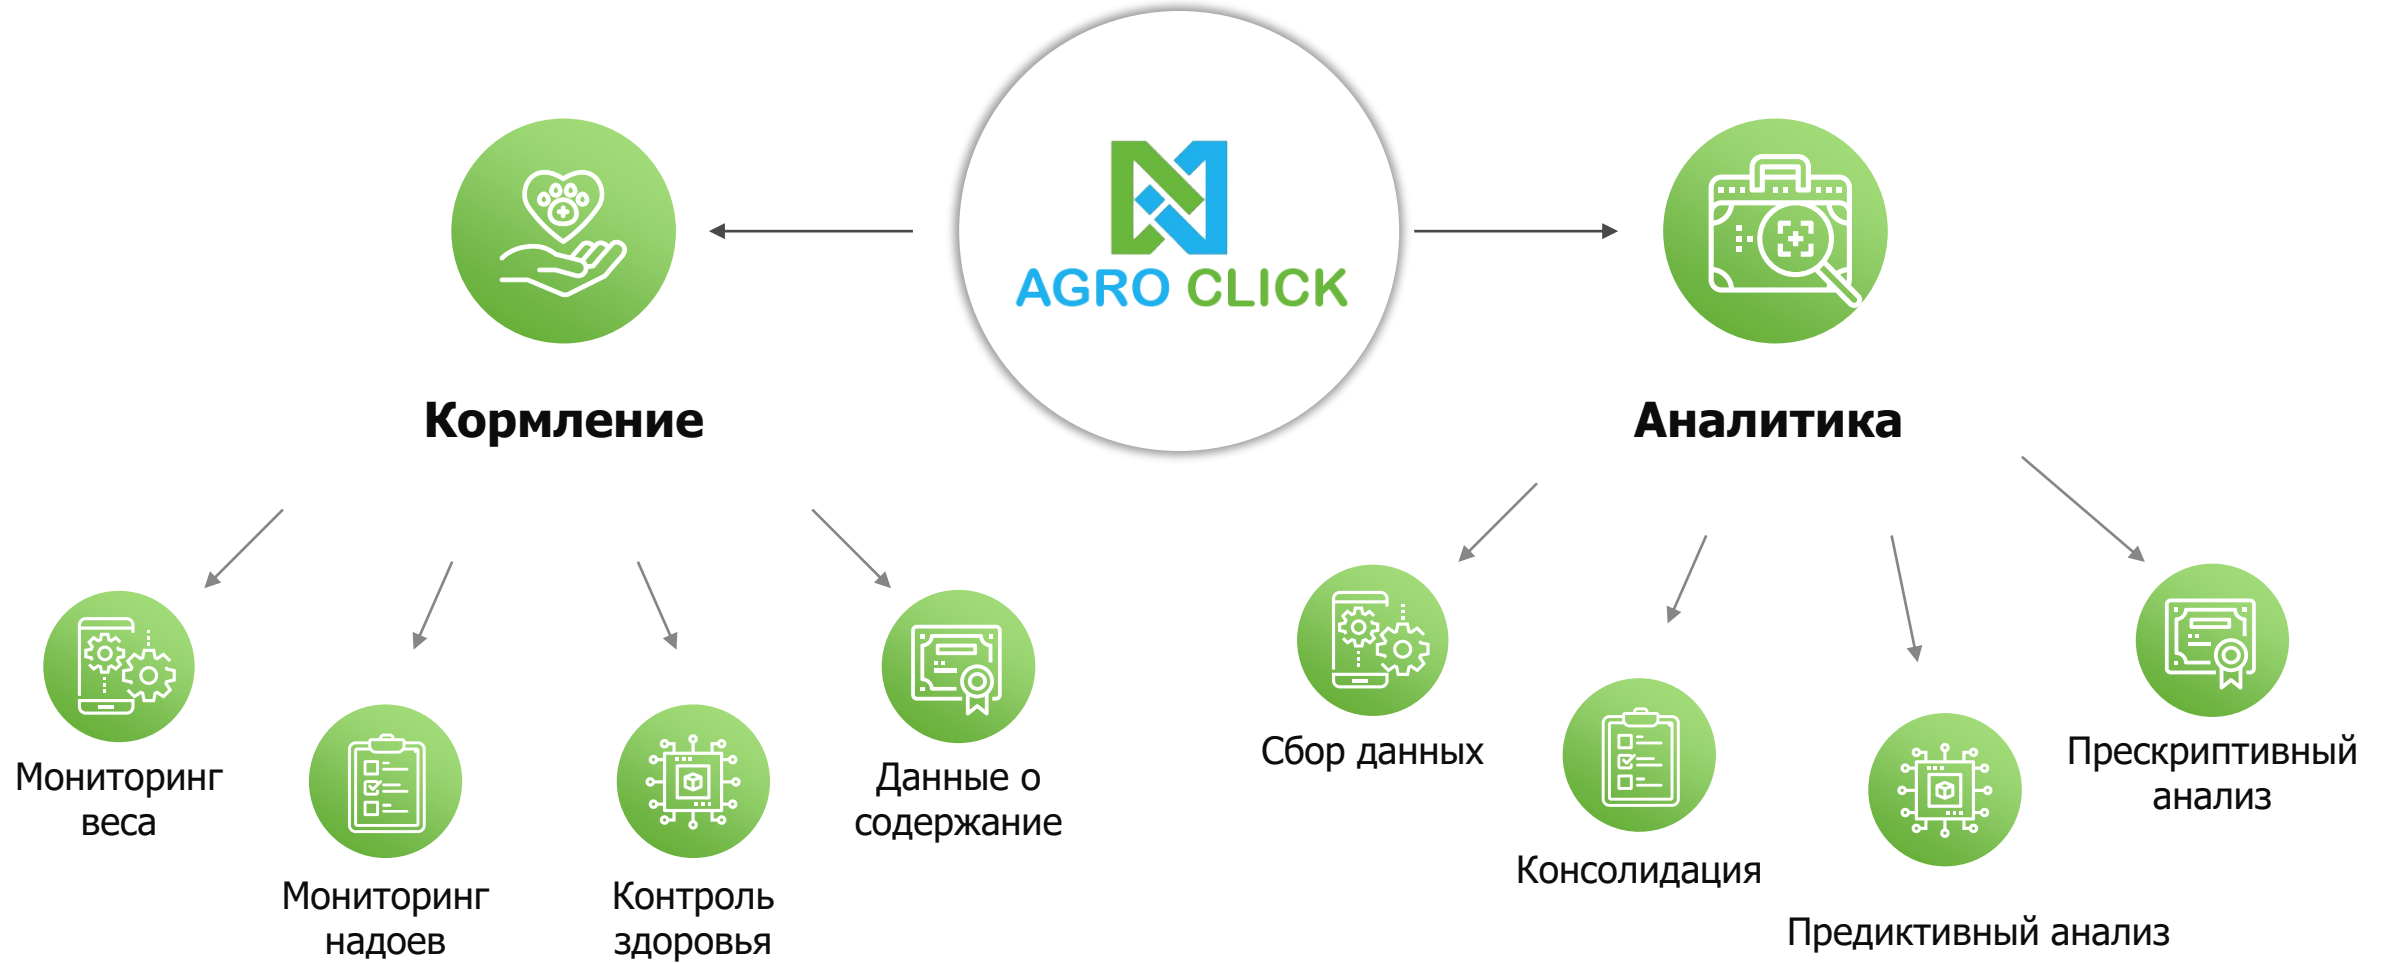 AGRO CLICK
Кормление
Аналитика
Мониторинг
веса
Мониторинг
надоев
Контроль
здоровья
Данные о
содержание
Сбор данных
Консолидация
Предиктивный анализ
Прескриптивный
анализ